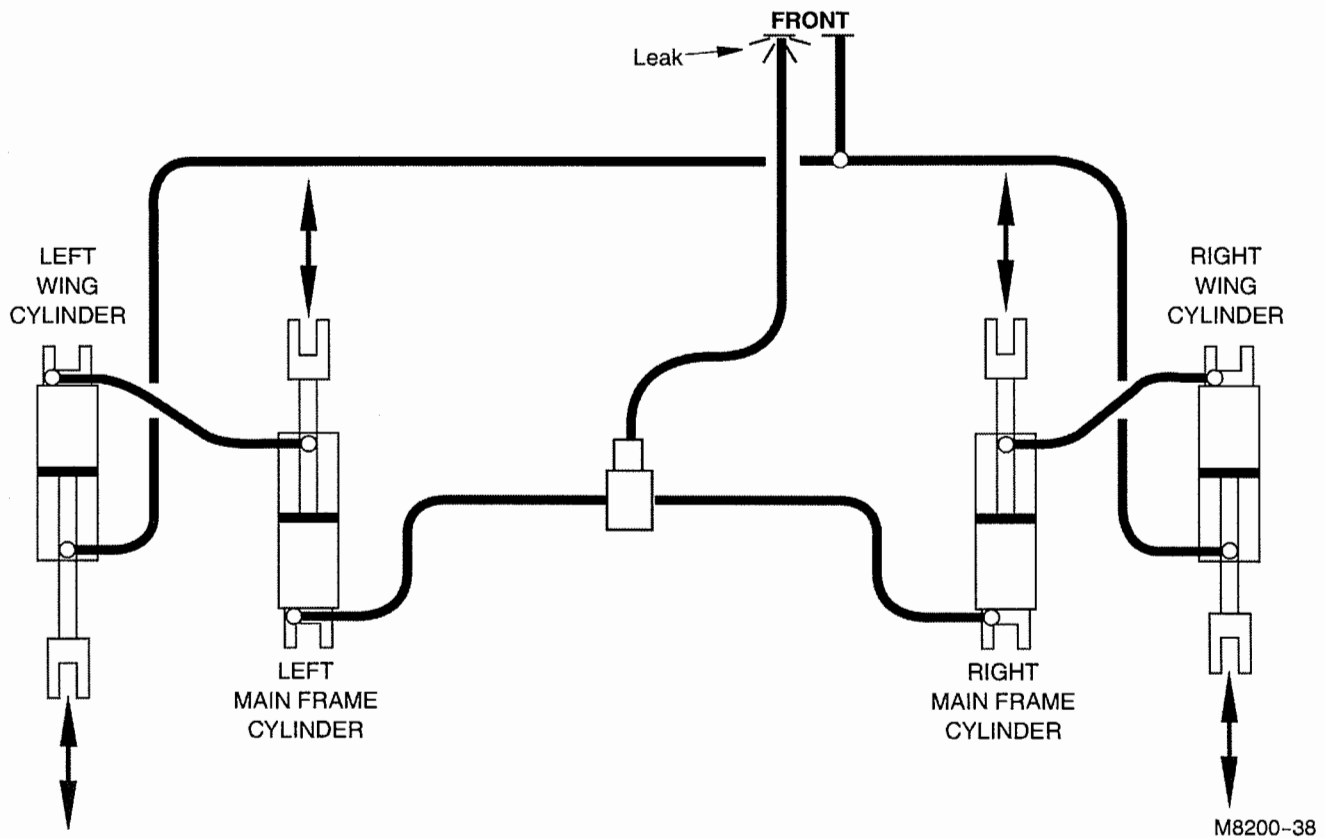 FRONT
Leak
LEFT
WING
CYLINDER
RIGHT
WING
CYLINDER
LEFT
MAIN FRAME
CYLINDER
RIGHT
MAIN FRAME
CYLINDER
M8200-38